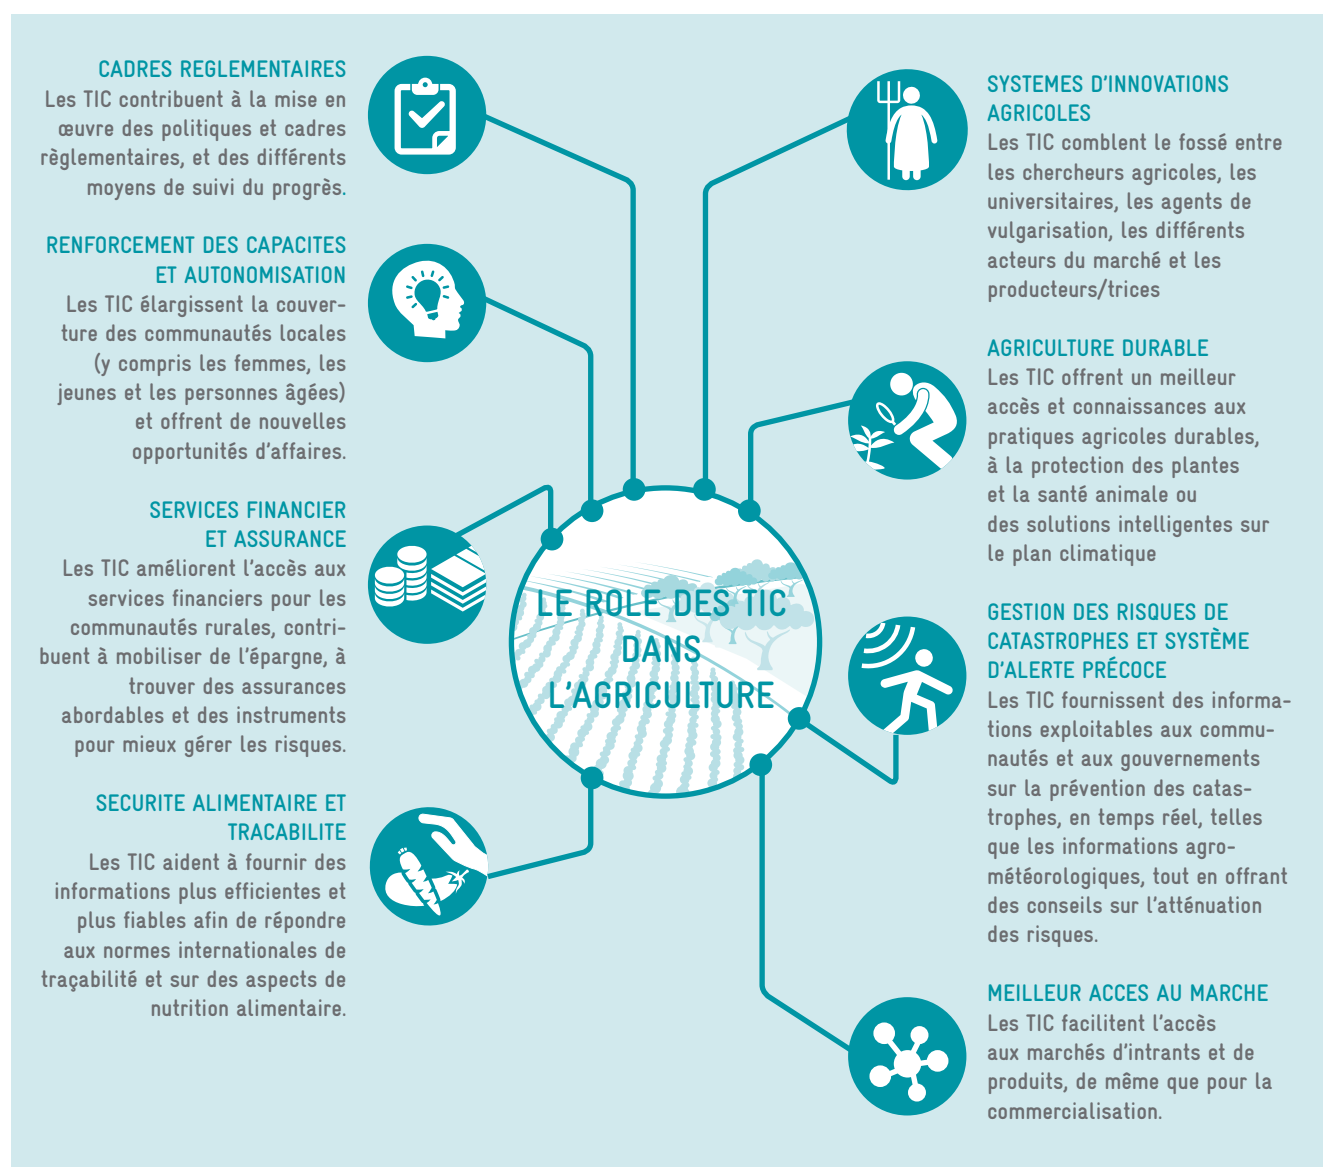 CADRES REGLEMENTAIRES
Les TIC contribuent à la mise en
œuvre des politiques et cadres
règlementaires, et des différents
moyens de suivi du progrès.
RENFORCEMENT DES CAPACITES
ET AUTONOMISATION
Les TIC élargissent la couver-
ture des communautés locales
(y compris les femmes, les
jeunes et les personnes âgées)
et offrent de nouvelles
opportunités d’affaires.
SERVICES FINANCIER
ET ASSURANCE
Les TIC améliorent l’accès aux
services financiers pour les
communautés rurales, contri-
buent à mobiliser de l’épargne, à
trouver des assurances
abordables et des instruments
pour mieux gérer les risques.
SECURITE ALIMENTAIRE ET
TRACABILITE
Les TIC aident à fournir des
informations plus efficientes et
plus fiables afin de répondre
aux normes internationales de
traçabilité et sur des aspects de
nutrition alimentaire.
LE ROLE DES TIC
DANS
L’AGRICULTURE
SYSTEMES D’INNOVATIONS
AGRICOLES
Les TIC comblent le fossé entre
les chercheurs agricoles, les
universitaires, les agents de
vulgarisation, les différents
acteurs du marché et les
producteurs/trices
AGRICULTURE DURABLE
Les TIC offrent un meilleur
accès et connaissances aux
pratiques agricoles durables,
à la protection des plantes
et la santé animale ou
des solutions intelligentes sur
le plan climatique
GESTION DES RISQUES DE
CATASTROPHES ET SYSTÈME
D’ALERTE PRÉCOCE
Les TIC fournissent des informa-
tions exploitables aux commu-
nautés et aux gouvernements
sur la prévention des catas-
trophes, en temps réel, telles
que les informations agro-
météorologiques, tout en offrant
des conseils sur l’atténuation
des risques.
MEILLEUR ACCES AU MARCHE
Les TIC facilitent l’accès
aux marchés d’intrants et de
produits, de même que pour la
commercialisation.